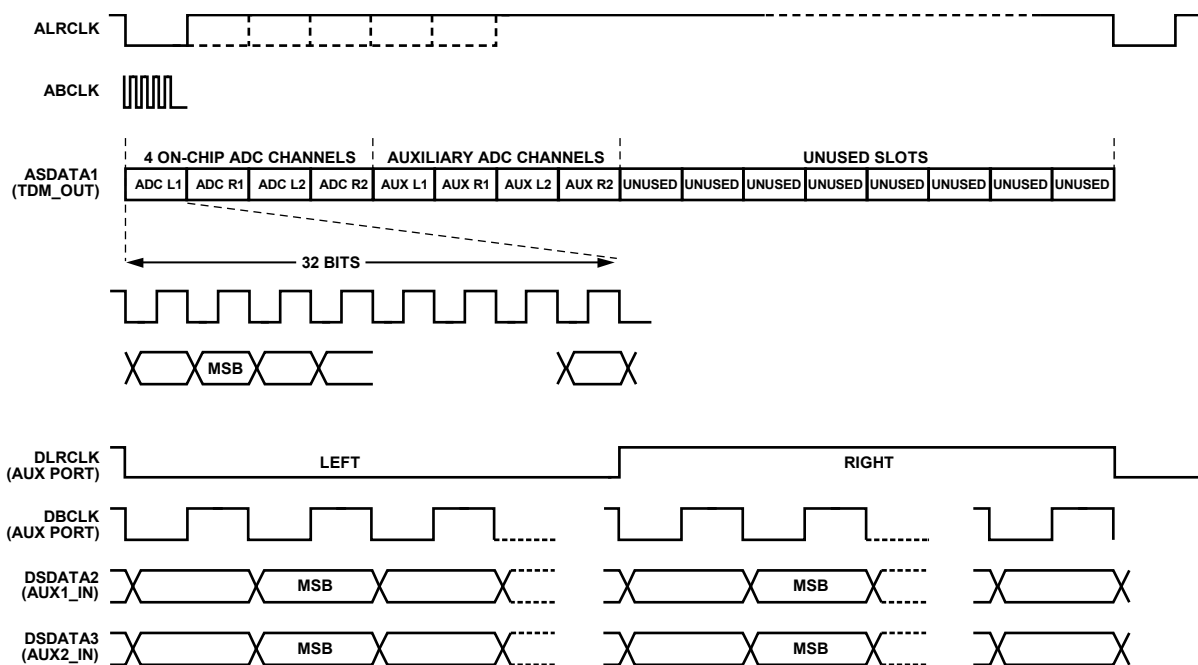 ALRCLK
ABCLK
4 ON-CHIP ADC CHANNELS AUXILIARY ADC CHANNELS UNUSED SLOTS
ASDATA1
(TDM_OUT)
ADC L1 ADC R1 ADC L2 ADC R2 AUX L1 AUX R1 AUX L2 AUX R2 UNUSED UNUSED UNUSED UNUSED UNUSED UNUSED UNUSED UNUSED
32 BITS
MSB
DLRCLK
(AUX PORT)
LEFT RIGHT
DBCLK
(AUX PORT)
DSDATA2
(AUX1_IN)
MSB MSB
DSDATA3
(AUX2_IN)
MSB MSB